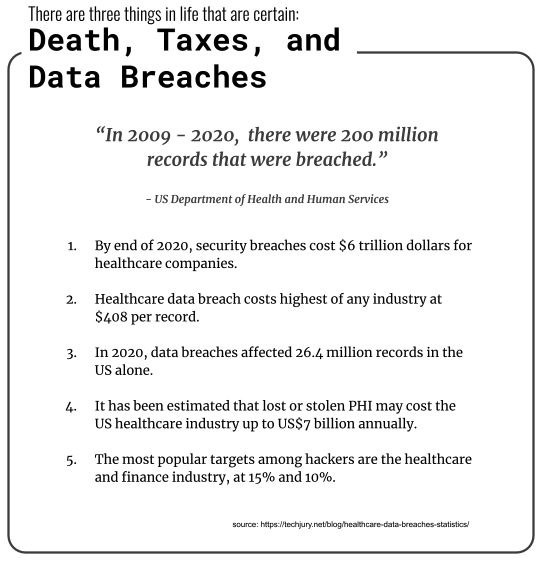 There are three things in life that are certain:
Death, Taxes, and
Data Breaches
“In 2009 - 2020, there were 200 million
records that were breached.”
- US Department of Health and Human Services
1. By end of 2020, security breaches cost $6 trillion dollars for
healthcare companies.
2. Healthcare data breach costs highest of any industry at
$408 per record.
3. In 2020, data breaches affected 26.4 million records in the
US alone.
4. It has been estimated that lost or stolen PHI may cost the
US healthcare industry up to US$7 billion annually.
5. The most popular targets among hackers are the healthcare
and finance industry, at 15% and 10%.
source: https://techjury.net/blog/healthcare-data-breaches-statistics/